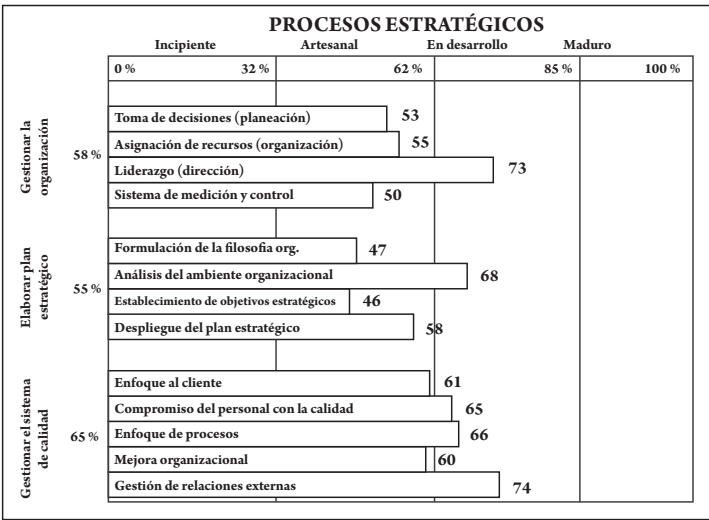 PROCESOS ESTRATÉGICOS
Incipiente Artesanal En desarrollo Maduro
0 % 32 % 62 % 85 % 100 %
Gestionar la
organización
58 %
Toma de decisiones (planeación) 53
Asignación de recursos (organización) 55
Liderazgo (dirección) 73
Sistema de medición y control 50
Elaborar plan
estratégico
55 %
Formulación de la filosofia org. 47
Análisis del ambiente organizacional 68
Establecimiento de objetivos estratégicos 46
Despliegue del plan estratégico 58
Gestionar el sistema
de calidad
65 %
Enfoque al cliente 61
Compromiso del personal con la calidad 65
Enfoque de procesos 66
Mejora organizacional 60
Gestión de relaciones externas 74